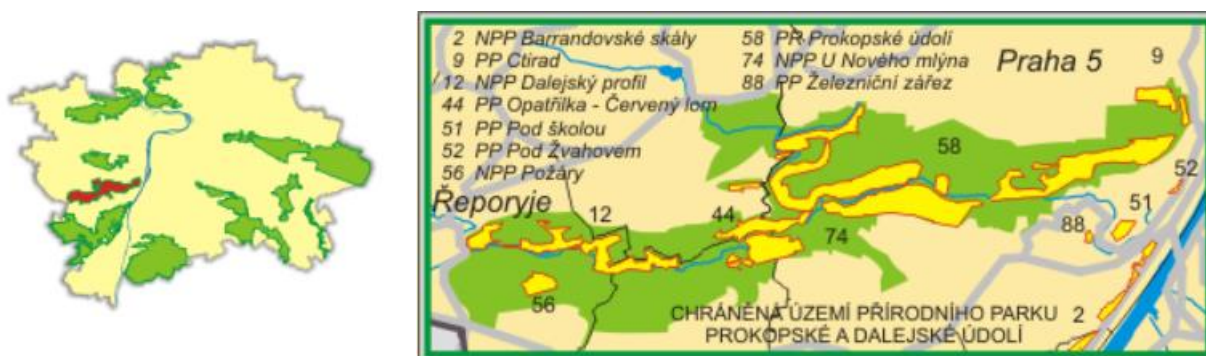 2 NPP Barrandovské skály
9 PP Ctirad
12 NPP Dalejský profil
44 PP Opatřilka - Červený lom
51 PP Pod školou
52 PP Pod Žvahovem
56 NPP Požáry
58 PR Prokopské údolí
74 NPP U Nového mlýna
88 PP Železniční zářez
Praha 5
9
58
52
Řeporyje
12
44
51
88
74
56
2
CHRÁNĚNA ÚZEMÍ PŘÍRODNÍHO PARKU
PROKOPSKÉ A DALEJSKÉ ÚDOLÍ